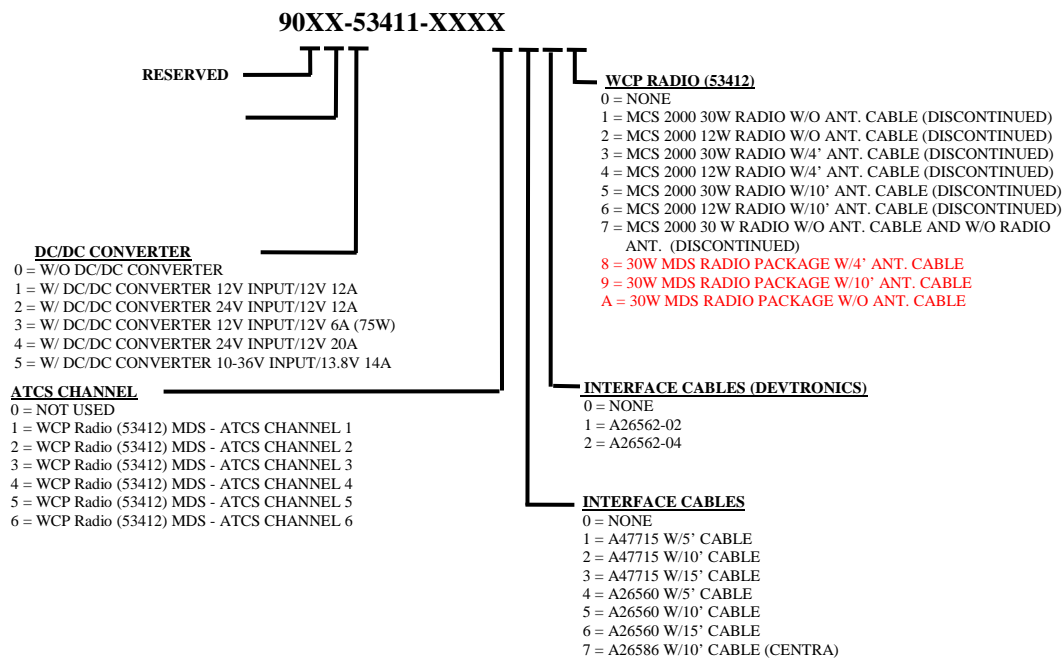 90XX-53411-XXXX
RESERVED
DC/DC CONVERTER
0 = W/O DC/DC CONVERTER
1 = W/ DC/DC CONVERTER 12V INPUT/12V 12A
2 = W/ DC/DC CONVERTER 24V INPUT/12V 12A
3 = W/ DC/DC CONVERTER 12V INPUT/12V 6A (75W)
4 = W/ DC/DC CONVERTER 24V INPUT/12V 20A
5 = W/ DC/DC CONVERTER 10-36V INPUT/13.8V 14A
ATCS CHANNEL
0 = NOT USED
1 = WCP Radio (53412) MDS - ATCS CHANNEL 1
2 = WCP Radio (53412) MDS - ATCS CHANNEL 2
3 = WCP Radio (53412) MDS - ATCS CHANNEL 3
4 = WCP Radio (53412) MDS - ATCS CHANNEL 4
5 = WCP Radio (53412) MDS - ATCS CHANNEL 5
6 = WCP Radio (53412) MDS - ATCS CHANNEL 6
WCP RADIO (53412)
0 = NONE
1 = MCS 2000 30W RADIO W/O ANT. CABLE (DISCONTINUED)
2 = MCS 2000 12W RADIO W/O ANT. CABLE (DISCONTINUED)
3 = MCS 2000 30W RADIO W/4’ ANT. CABLE (DISCONTINUED)
4 = MCS 2000 12W RADIO W/4’ ANT. CABLE (DISCONTINUED)
5 = MCS 2000 30W RADIO W/10’ ANT. CABLE (DISCONTINUED)
6 = MCS 2000 12W RADIO W/10’ ANT. CABLE (DISCONTINUED)
7 = MCS 2000 30 W RADIO W/O ANT. CABLE AND W/O RADIO
ANT. (DISCONTINUED)
8 = 30W MDS RADIO PACKAGE W/4’ ANT. CABLE
9 = 30W MDS RADIO PACKAGE W/10’ ANT. CABLE
A = 30W MDS RADIO PACKAGE W/O ANT. CABLE
INTERFACE CABLES (DEVTRONICS)
0 = NONE
1 = A26562-02
2 = A26562-04
INTERFACE CABLES
0 = NONE
1 = A47715 W/5’ CABLE
2 = A47715 W/10’ CABLE
3 = A47715 W/15’ CABLE
4 = A26560 W/5’ CABLE
5 = A26560 W/10’ CABLE
6 = A26560 W/15’ CABLE
7 = A26586 W/10’ CABLE (CENTRA)